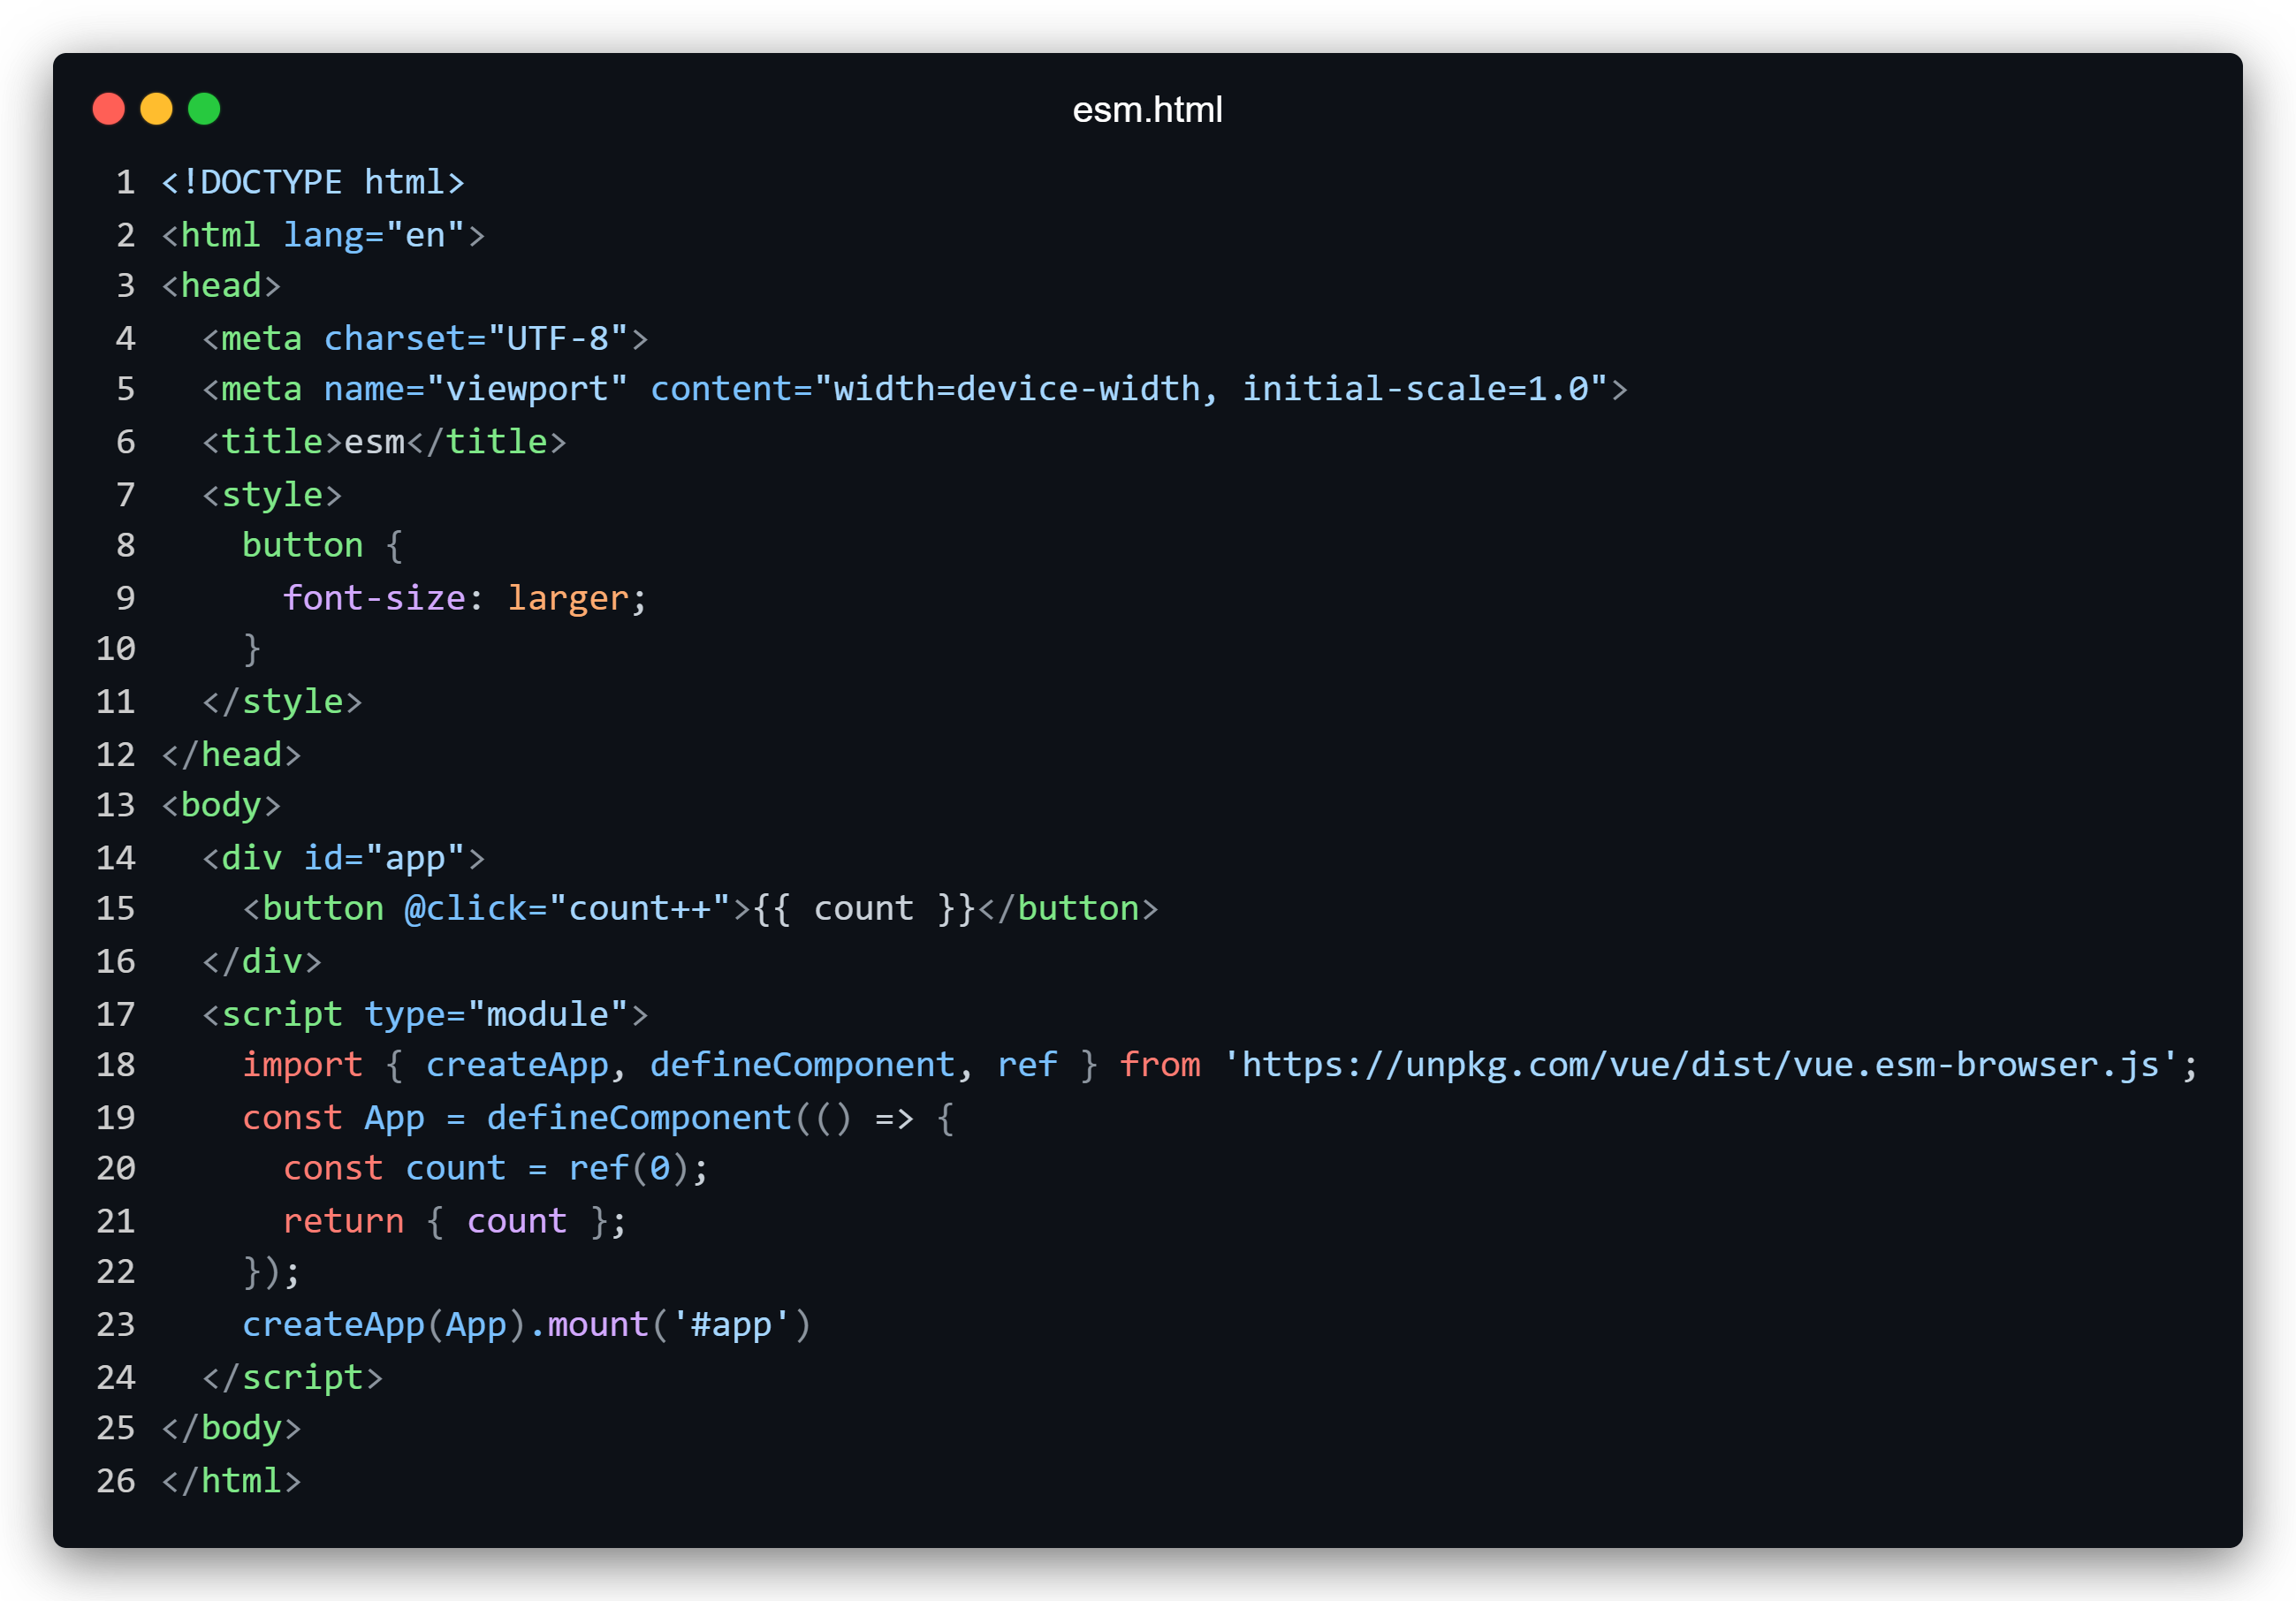 esm.html
1 <!DOCTYPE html>
2 <html lang="en">
3 <head>
4   <meta charset="UTF-8">
5   <meta name="viewport" content="width=device-width, initial-scale=1.0">
6   <title>esm</title>
7   <style>
8     button {
9       font-size: larger;
10     }
11   </style>
12 </head>
13 <body>
14   <div id="app">
15     <button @click="count++">{{ count }}</button>
16   </div>
17   <script type="module">
18     import { createApp, defineComponent, ref } from 'https://unpkg.com/vue/dist/vue.esm-browser.js';
19     const App = defineComponent(() => {
20       const count = ref(0);
21       return { count };
22     });
23     createApp(App).mount('#app')
24   </script>
25 </body>
26 </html>